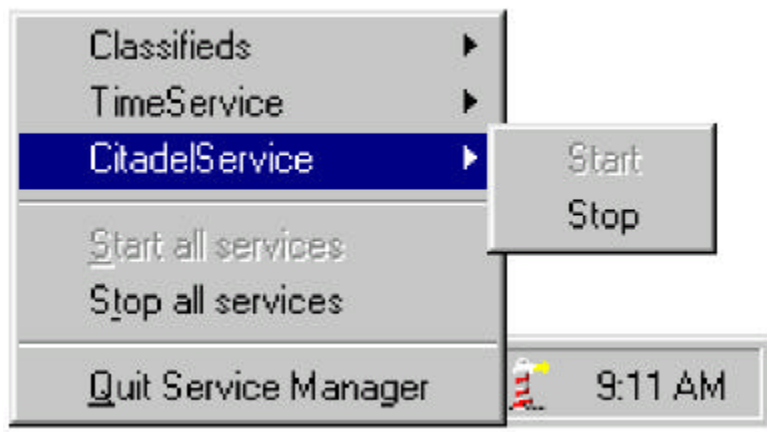 Classifieds
TimeService
CitadelService
Start
Stop
Start all services
Stop all services
Quit Service Manager
9:11 AM